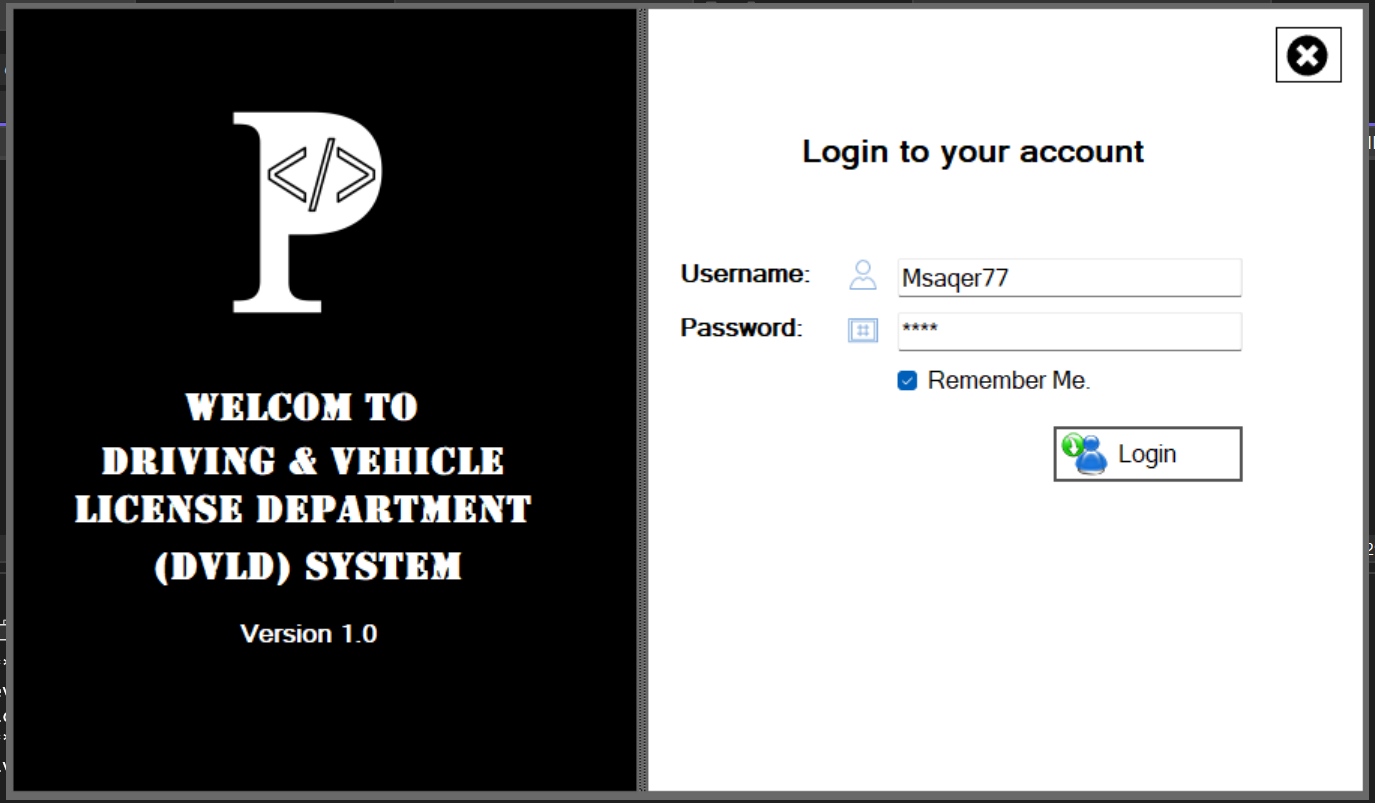 P
</>
WELCOM TO
DRIVING & VEHICLE
LICENSE DEPARTMENT
(DVLD) SYSTEM
Version 1.0
Login to your account
Username:
Msaqer77
Password:
****
Remember Me.
Login